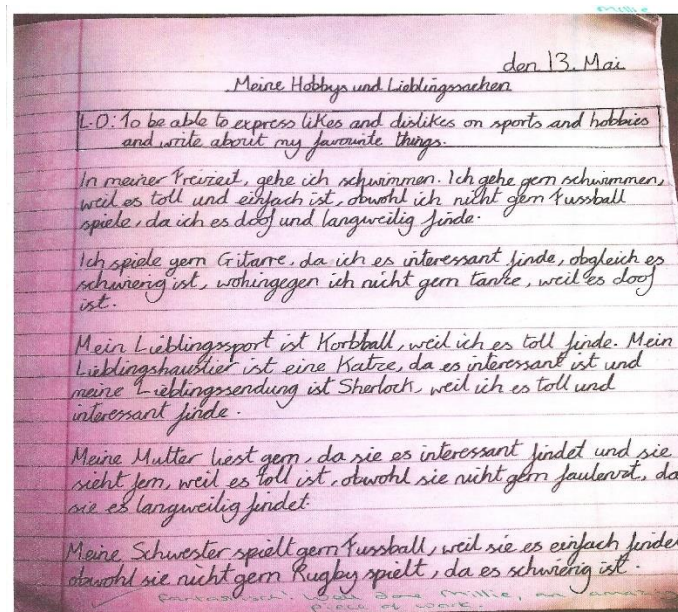 Millie
den 13. Mai
Meine Hobbys und Lieblingssachen
L.O: To be able to express likes and dislikes on sports and hobbies
and write about my favourite things.
In meiner Freizeit, gehe ich schwimmen. Ich gehe gern schwimmen,
weil es toll und einfach ist, obwohl ich nicht gern Fussball
spiele, da ich es doof und langweilig finde.
Ich spiele gern Gitarre, da ich es interessant finde, obgleich es
schwierig ist, wohingegen ich nicht gern tanze, weil es doof
ist.
Mein Lieblingssport ist Korbball, weil ich es toll finde. Mein
Lieblingshaustier ist eine Katze, da es interessant ist und
meine Lieblingssendung ist Sherlock, weil ich es toll und
interessant finde.
Meine Mutter liest gern, da sie es interessant findet und sie
sieht fern, weil es toll ist, obwohl sie nicht gern faulenzt, da
sie es langweilig findet.
Meine Schwester spielt gern Fussball, weil sie es einfach findet
obwohl sie nicht gern Rugby spielt, da es schwierig ist.
Fantastisch! Well done Millie, an amazing
piece of work.